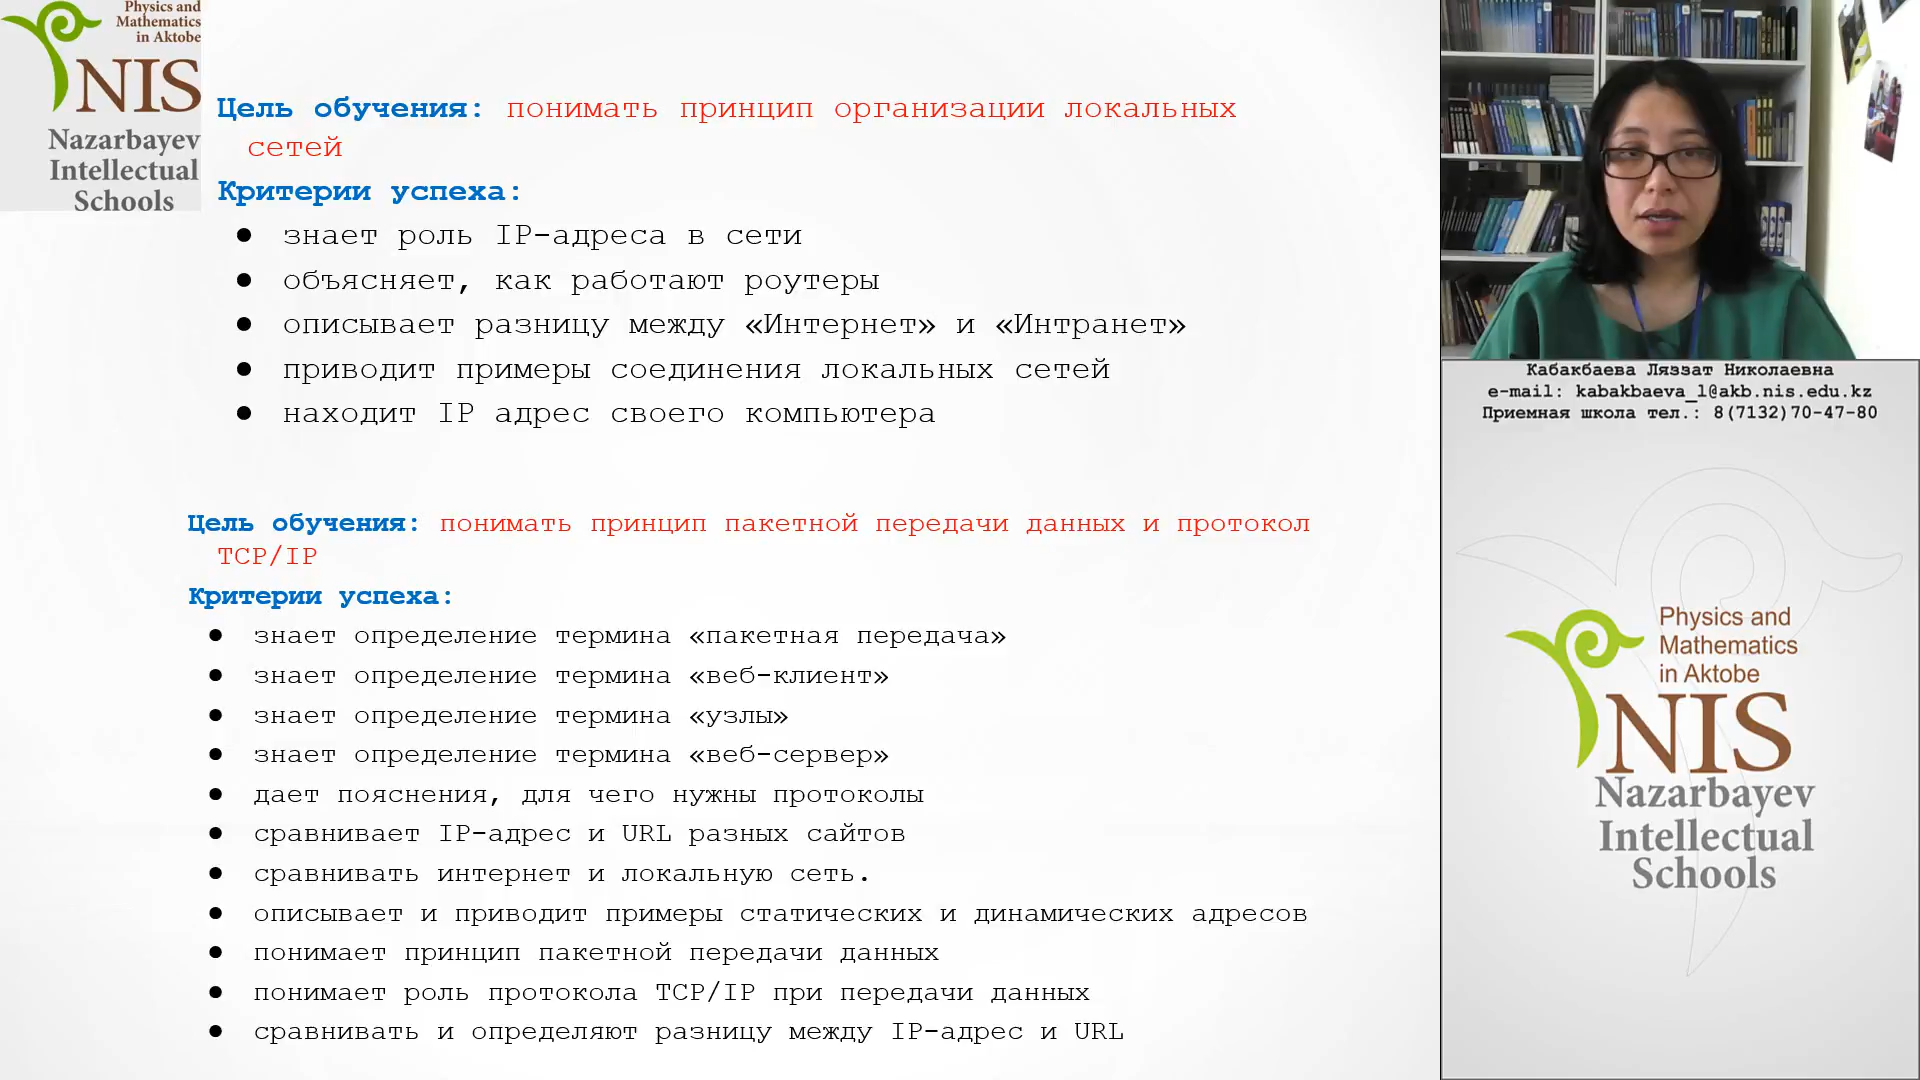 Physics and
Mathematics
in Aktobe
NIS
Nazarbayev
Intellectual
Schools
Цель обучения: понимать принцип организации локальных
сетей
Критерии успеха:
● знает роль IP-адреса в сети
● объясняет, как работают роутеры
● описывает разницу между «Интернет» и «Интранет»
● приводит примеры соединения локальных сетей
● находит IP адрес своего компьютера
Цель обучения: понимать принцип пакетной передачи данных и протокол
TCP/IP
Критерии успеха:
● знает определение термина «пакетная передача»
● знает определение термина «веб-клиент»
● знает определение термина «узлы»
● знает определение термина «веб-сервер»
● дает пояснения, для чего нужны протоколы
● сравнивает IP-адрес и URL разных сайтов
● сравнивать интернет и локальную сеть.
● описывает и приводит примеры статических и динамических адресов
● понимает принцип пакетной передачи данных
● понимает роль протокола TCP/IP при передачи данных
● сравнивать и определяют разницу между IP-адрес и URL
Кабакбаева Ляззат Николаевна
e-mail: kabakbaeva_l@akb.nis.edu.kz
Приемная школа тел.: 8(7132)70-47-80
Physics and
Mathematics
in Aktobe
NIS
Nazarbayev
Intellectual
Schools